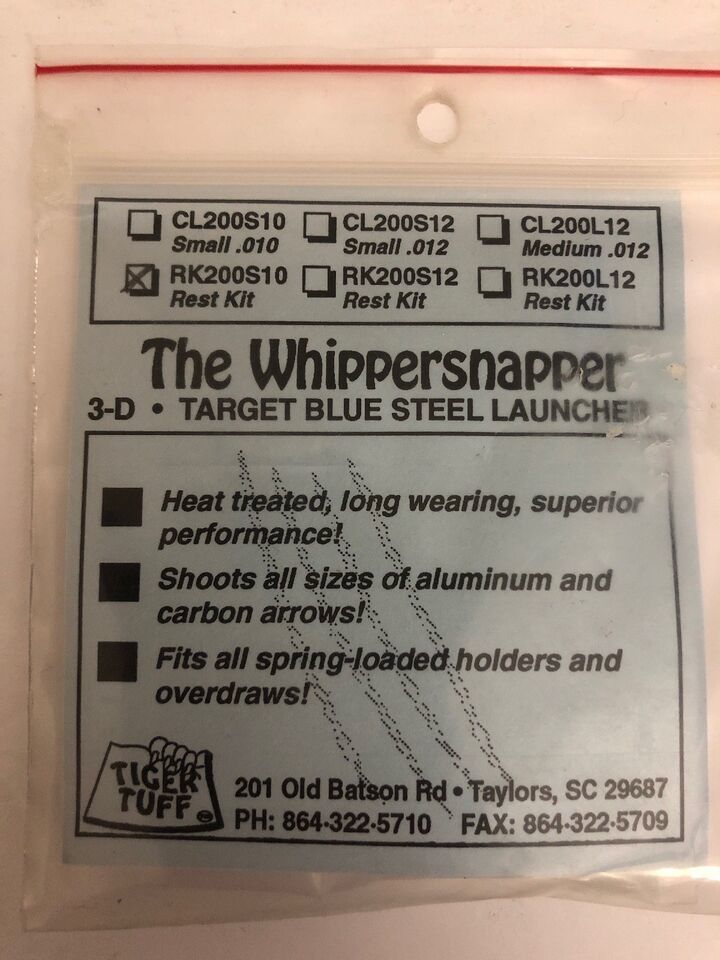 CL200S10 CL200S12 CL200L12
Small .010 Small .012 Medium .012
RK200S10 RK200S12 RK200L12
Rest Kit Rest Kit Rest Kit
The Whippersnapper
3-D • TARGET BLUE STEEL LAUNCHER
Heat treated, long wearing, superior
performance!
Shoots all sizes of aluminum and
carbon arrows!
Fits all spring-loaded holders and
overdraws!
TIGER
TUFF
201 Old Batson Rd • Taylors, SC 29687
PH: 864-322-5710 FAX: 864-322-5709